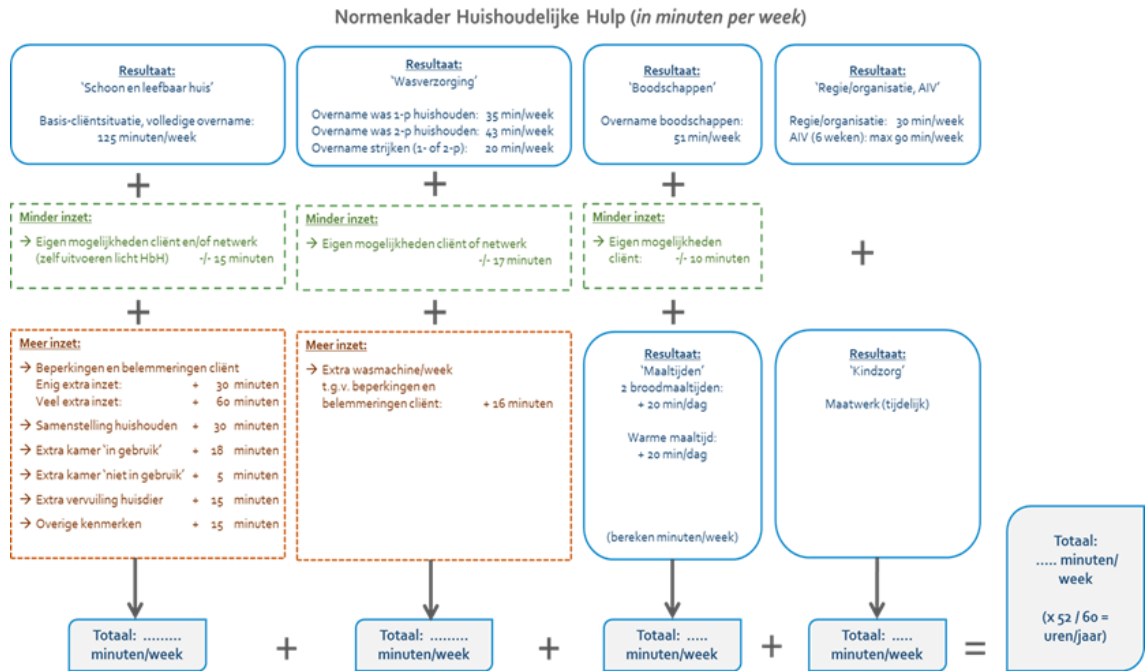 Normenkader Huishoudelijke Hulp (in minuten per week)
Resultaat:
'Schoon en leefbaar huis'
Basis-cliëntsituatie, volledige overname:
125 minuten/week
Resultaat:
'Wasverzorging'
Overname was 1-p huishouden: 35 min/week
Overname was 2-p huishouden: 43 min/week
Overname strijken (1- of 2-p): 20 min/week
Resultaat:
'Boodschappen'
Overname boodschappen:
51 min/week
Resultaat:
'Regie/organisatie, AIV'
Regie/organisatie: 30 min/week
AIV (6 weken): max 90 min/week
+ + +
Minder inzet:
→ Eigen mogelijkheden cliënt en/of netwerk
(zelf uitvoeren licht HbH) -/- 15 minuten
Minder inzet:
→ Eigen mogelijkheden cliënt of netwerk
-/- 17 minuten
Minder inzet:
→ Eigen mogelijkheden
cliënt: -/- 10 minuten
+
+ + +
Meer inzet:
→ Beperkingen en belemmeringen cliënt
Enig extra inzet: + 30 minuten
Veel extra inzet: + 60 minuten
→ Samenstelling huishouden + 30 minuten
→ Extra kamer 'in gebruik' + 18 minuten
→ Extra kamer 'niet in gebruik' + 5 minuten
→ Extra vervuiling huisdier + 15 minuten
→ Overige kenmerken + 15 minuten
Meer inzet:
→ Extra wasmachine/week
t.g.v. beperkingen en
belemmeringen cliënt: + 16 minuten
Resultaat:
'Maaltijden'
2 broodmaaltijden:
+ 20 min/dag
Warme maaltijd:
+ 20 min/dag
(bereken minuten/week)
Resultaat:
'Kindzorg'
Maatwerk (tijdelijk)
Totaal: .........
minuten/week
+
Totaal: .........
minuten/week
+
Totaal: .....
minuten/week
+
Totaal: .....
minuten/week
=
Totaal:
..... minuten/
week
(x 52 / 60 =
uren/jaar)